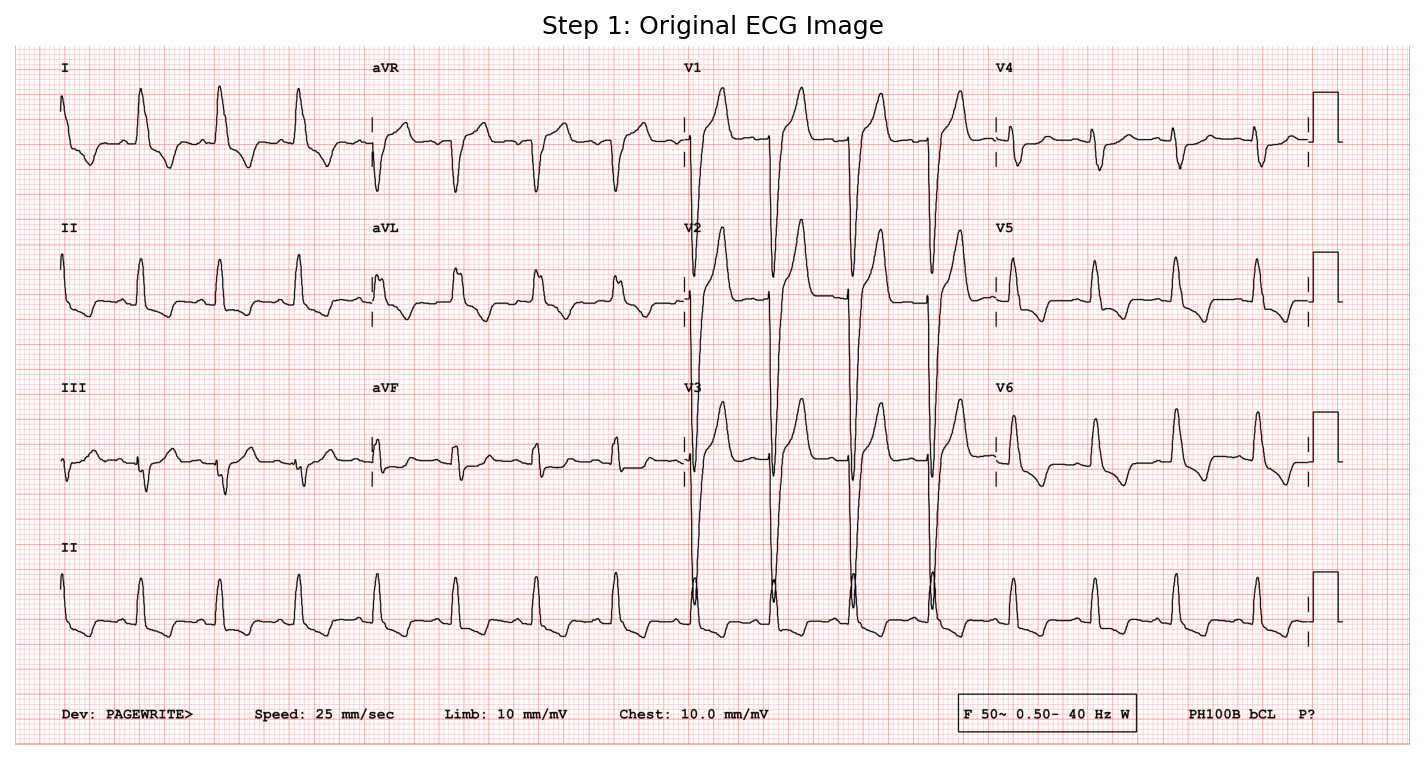 Step 1: Original ECG Image
I aVR V1 V4
II aVL V2 V5
III aVF V3 V6
II
Dev: PAGEWRITE> Speed: 25 mm/sec Limb: 10 mm/mV Chest: 10.0 mm/mV F 50~ 0.50- 40 Hz W PH100B bCL P?